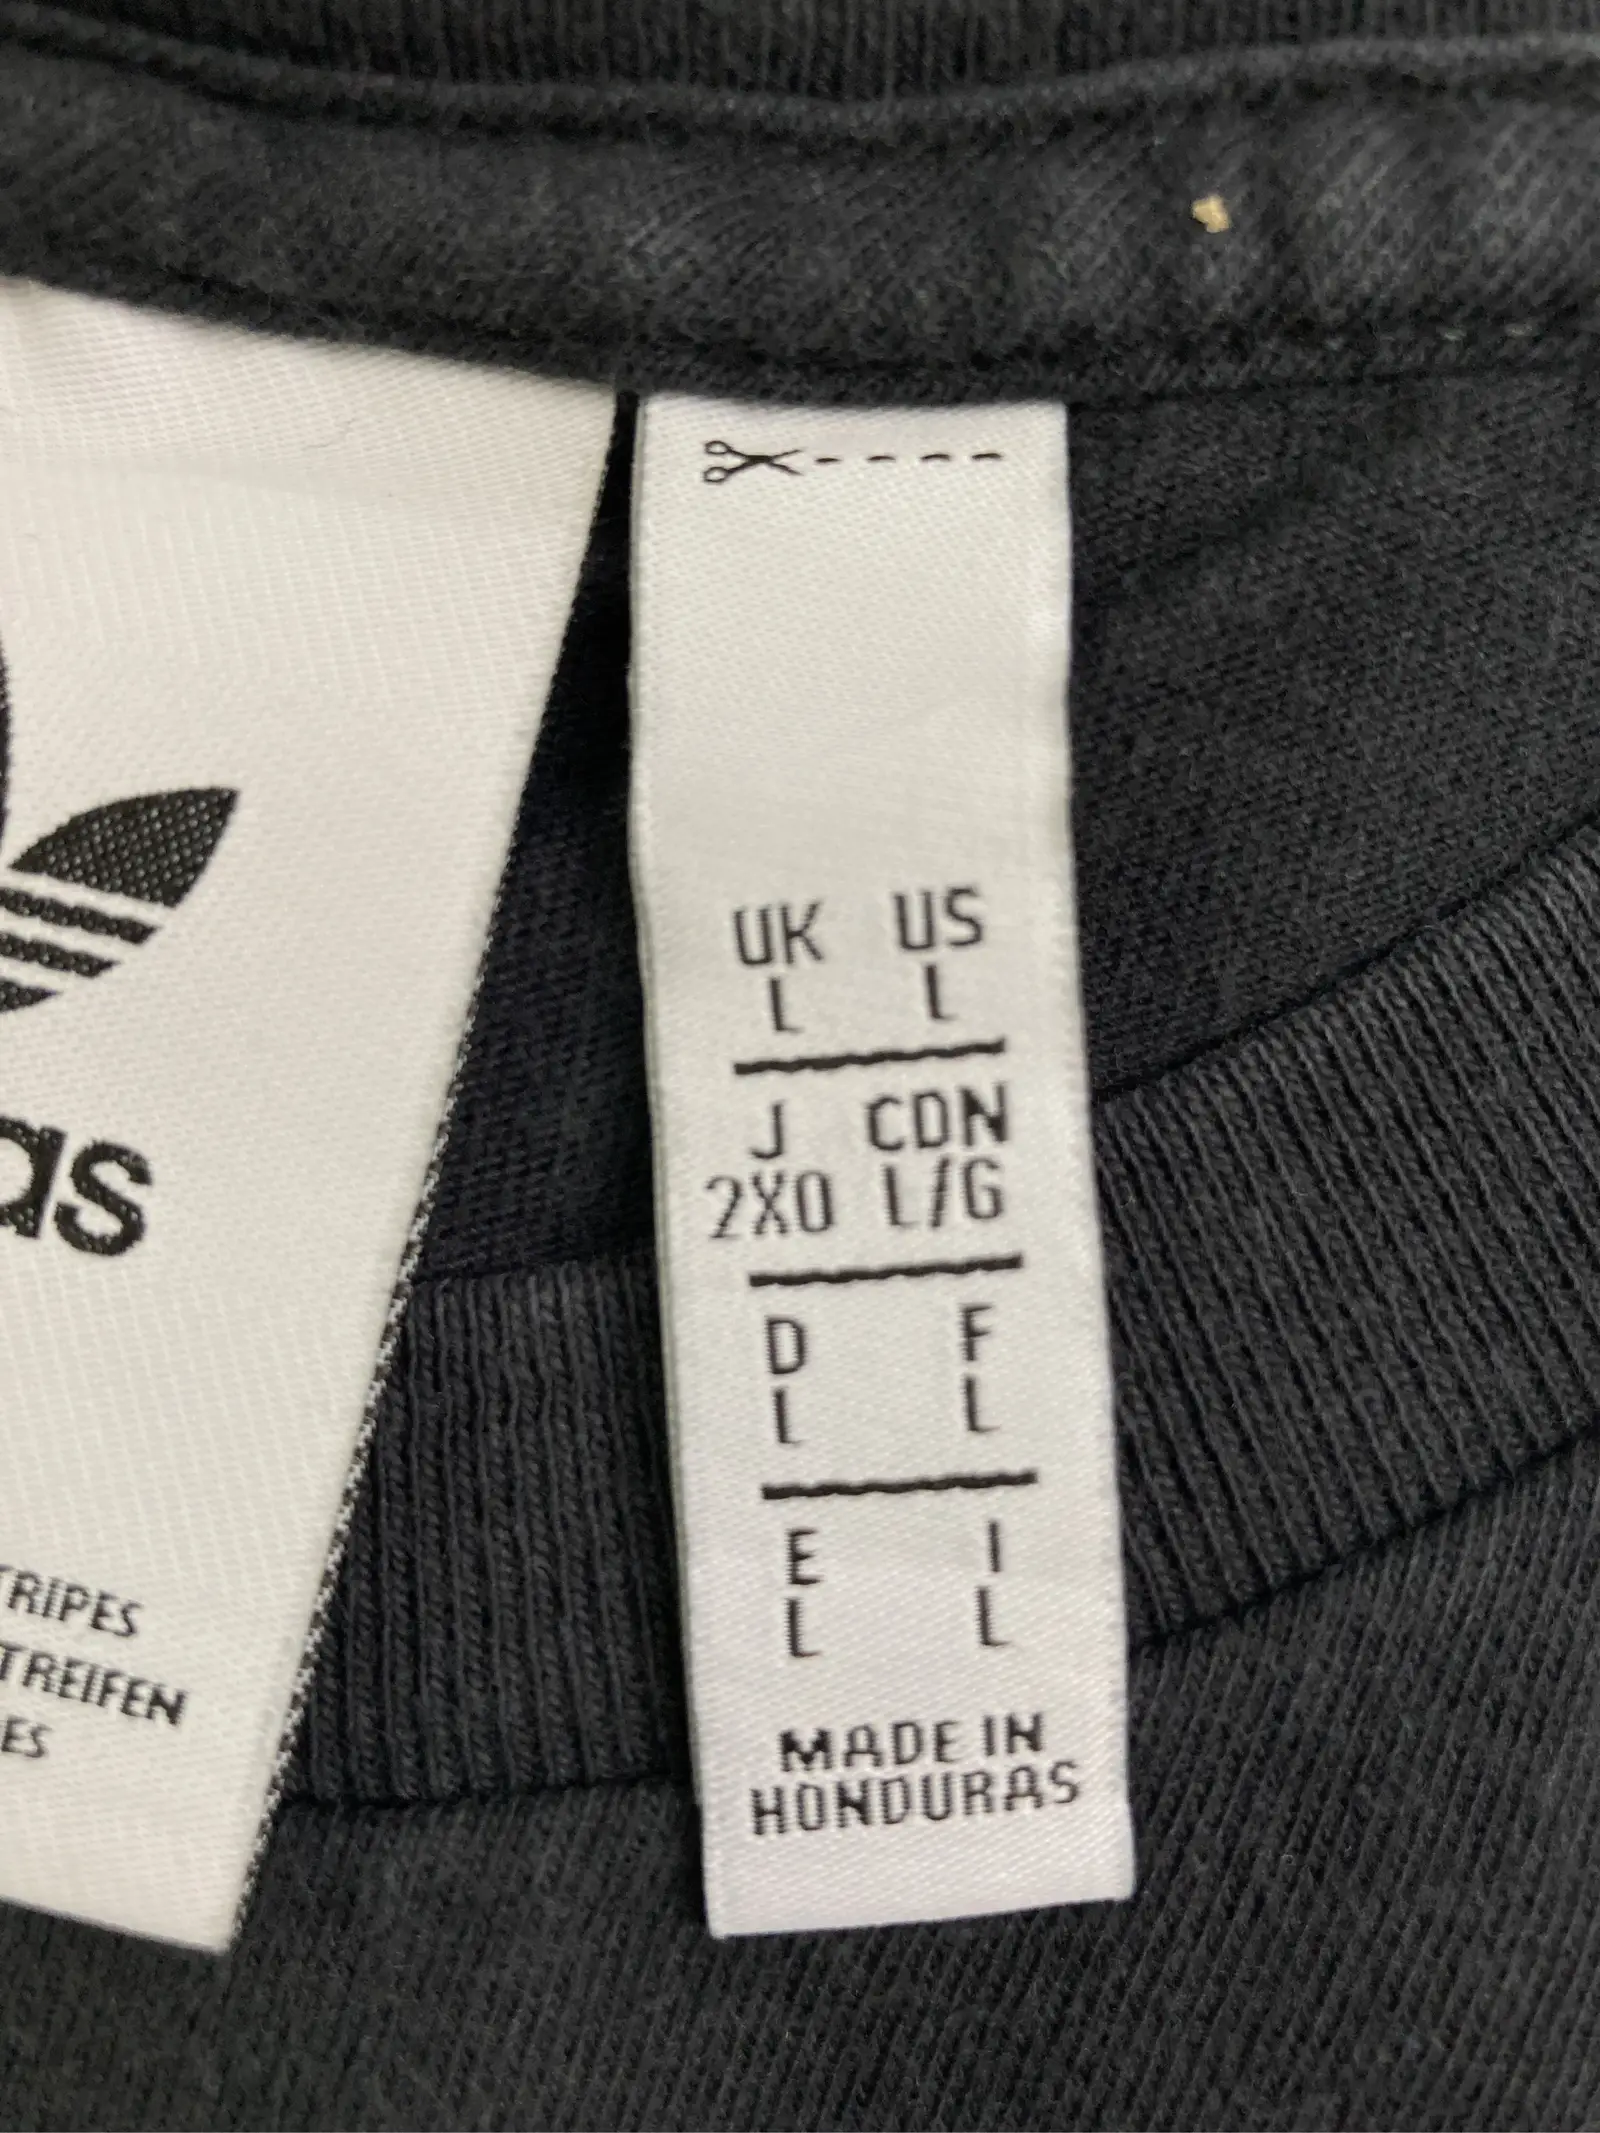 as
TRIPES
TREIFEN
ES
UK US
L L
J CDN
2XO L/G
D F
L L
E I
L L
MADE IN
HONDURAS